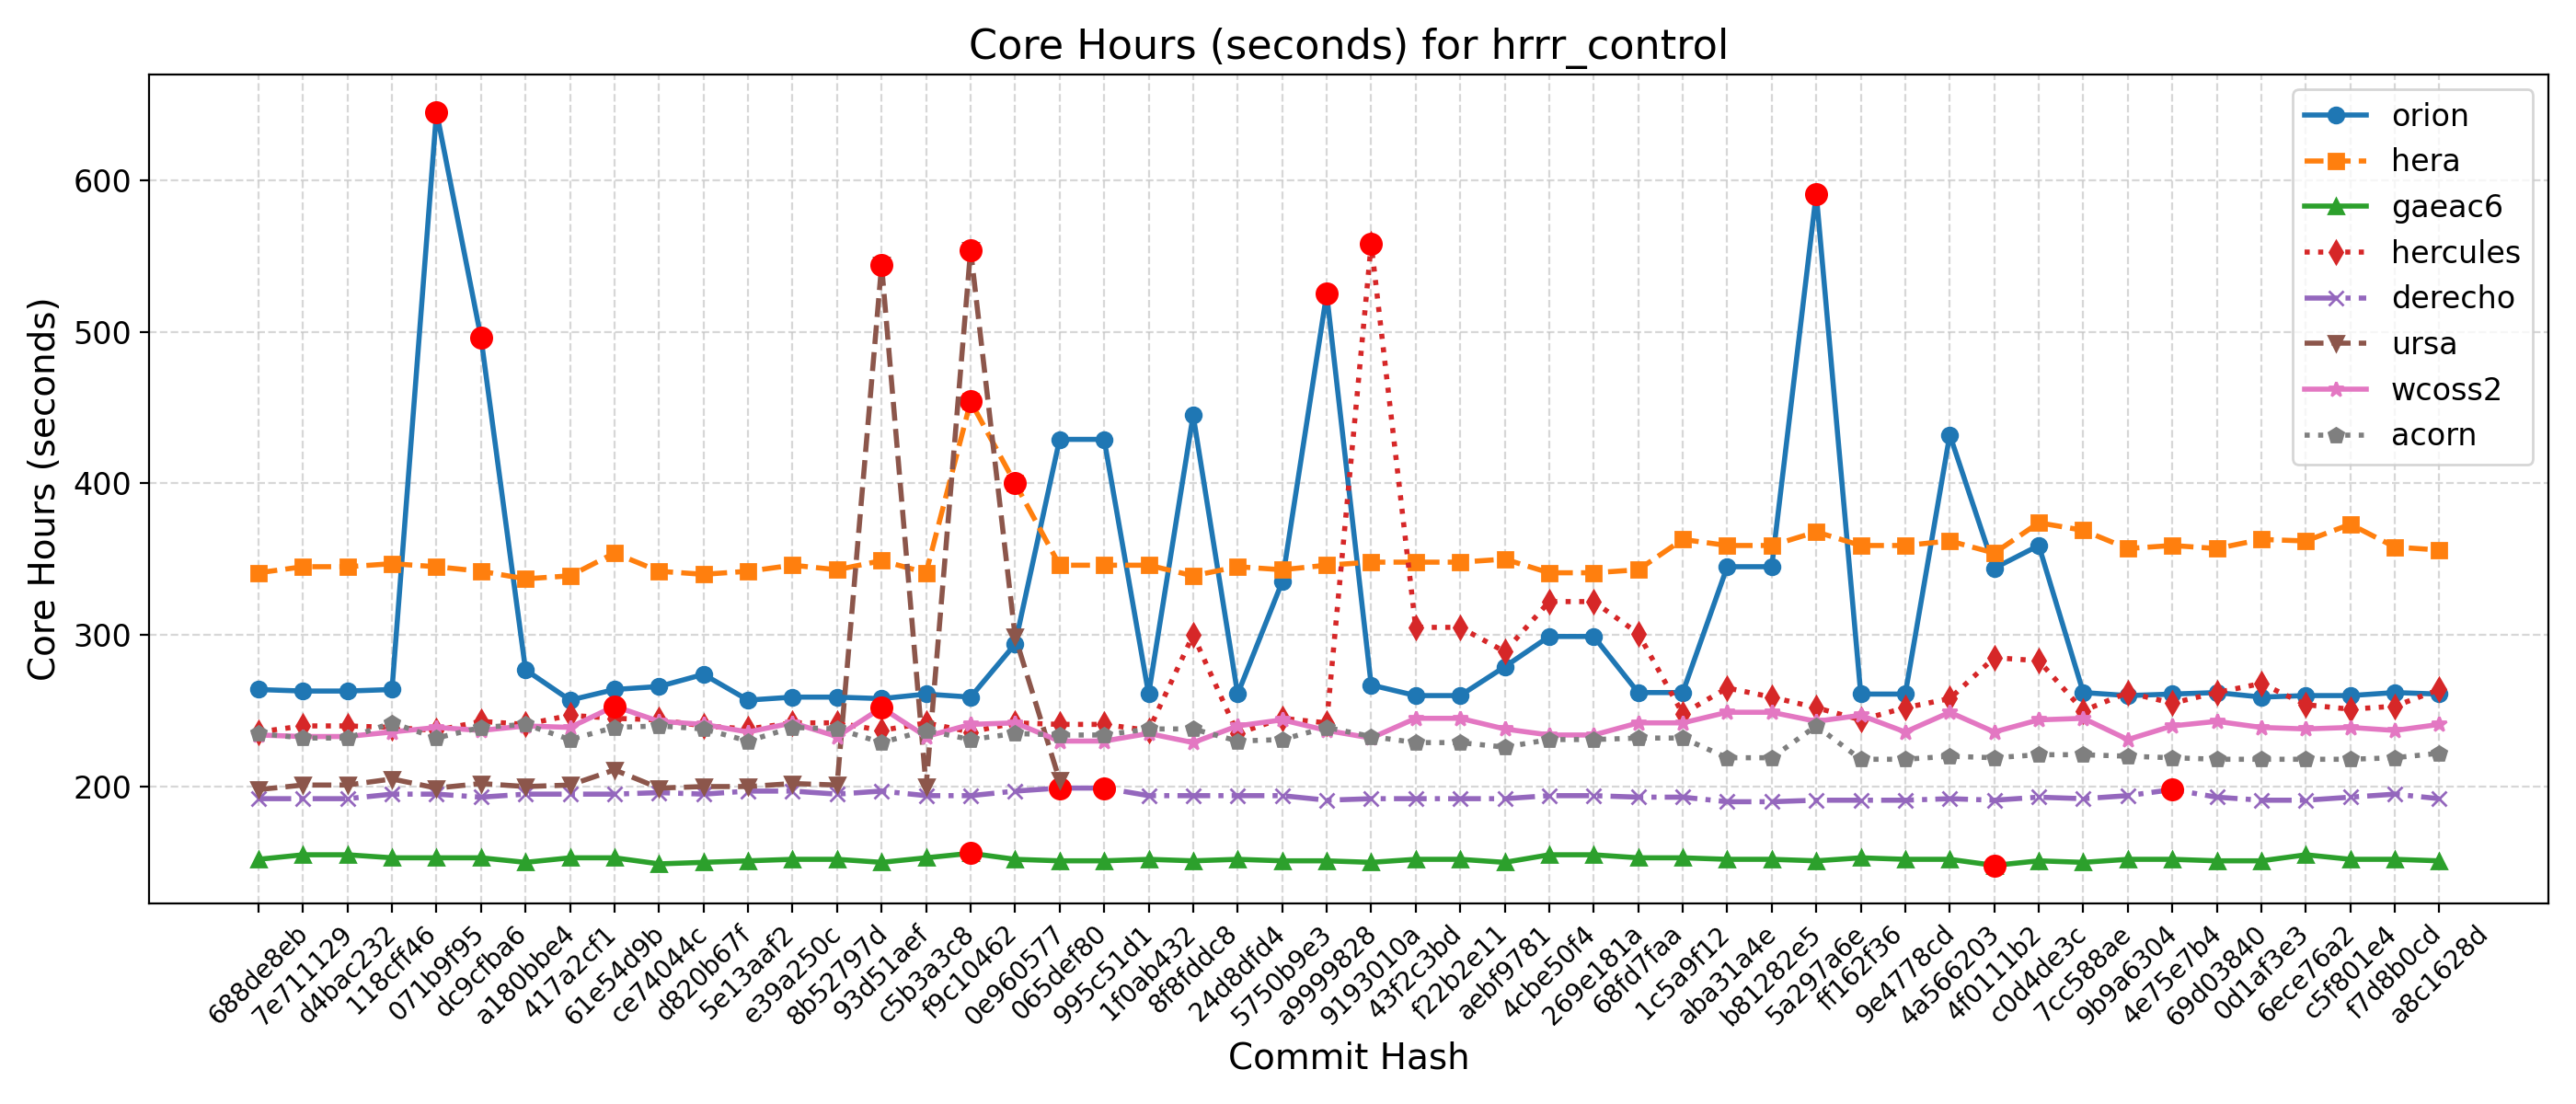 Core Hours (seconds) for hrrr_control
Core Hours (seconds)
600
500
400
300
200
orion
hera
gaeac6
hercules
derecho
ursa
wcoss2
acorn
688de8eb
7e711129
d4bac232
118cff46
071b9f95
dc9cfba6
a180bbe4
417a2cf1
61e54d9b
ce74044c
d820b67f
5e13aaf2
e39a250c
8b52797d
93d51aef
c5b3a3c8
f9c10462
0e960577
065def80
995c51d1
1f0ab432
8f8fddc8
24d8dfd4
5750b9e3
a9999828
9193010a
43f2c3bd
f22b2e11
aebf9781
4cbe50f4
269e181a
68fd7faa
1c5a9f12
aba31a4e
b81282e5
5a297a6e
ff162f36
9e4778cd
4a566203
4f0111b2
c0d4de3c
7cc588ae
9b9a6304
4e75e7b4
69d03840
0d1af3e3
6ece76a2
c5f801e4
f7d8b0cd
a8c1628d
Commit Hash